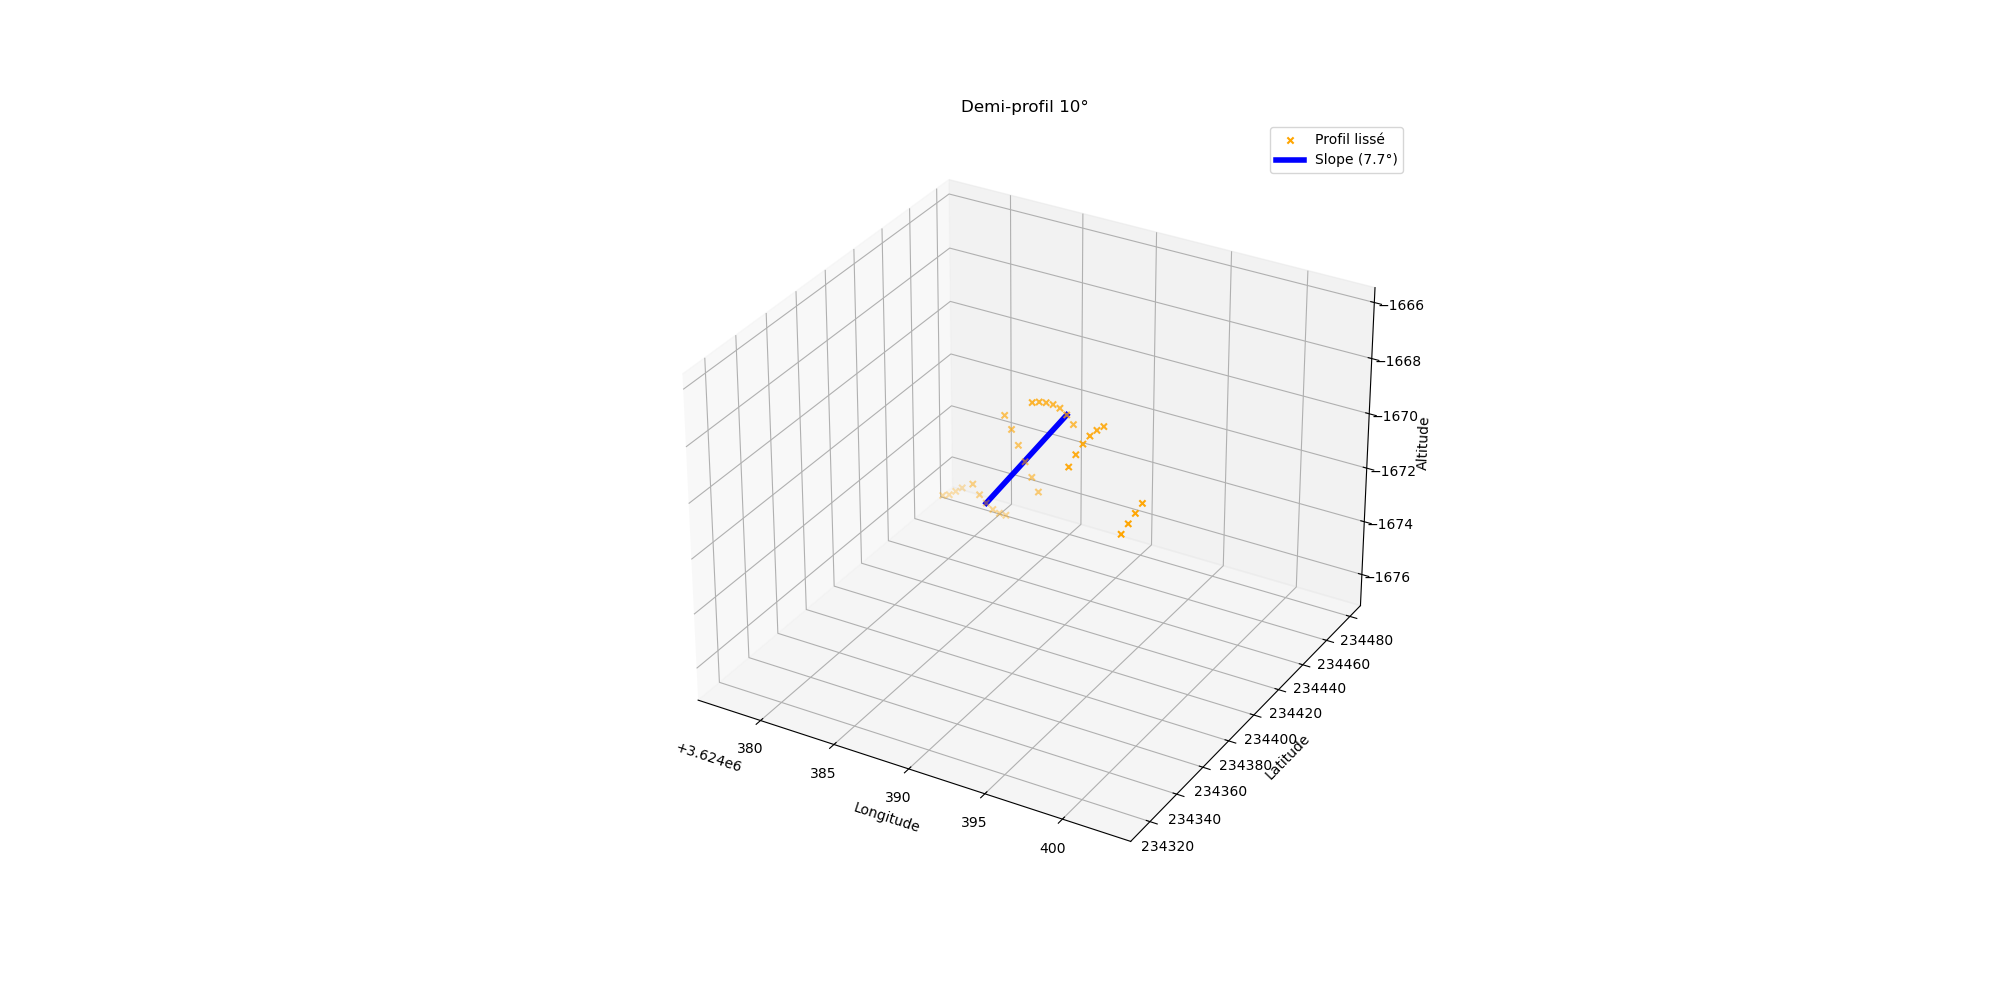 Demi-profil 10°
Profil lissé
Slope (7.7°)
−1666
−1668
−1670
−1672
−1674
−1676
Altitude
234480
234460
234440
234420
234400
234380
234360
234340
234320
Latitude
380
385
390
395
400
+3.624e6
Longitude